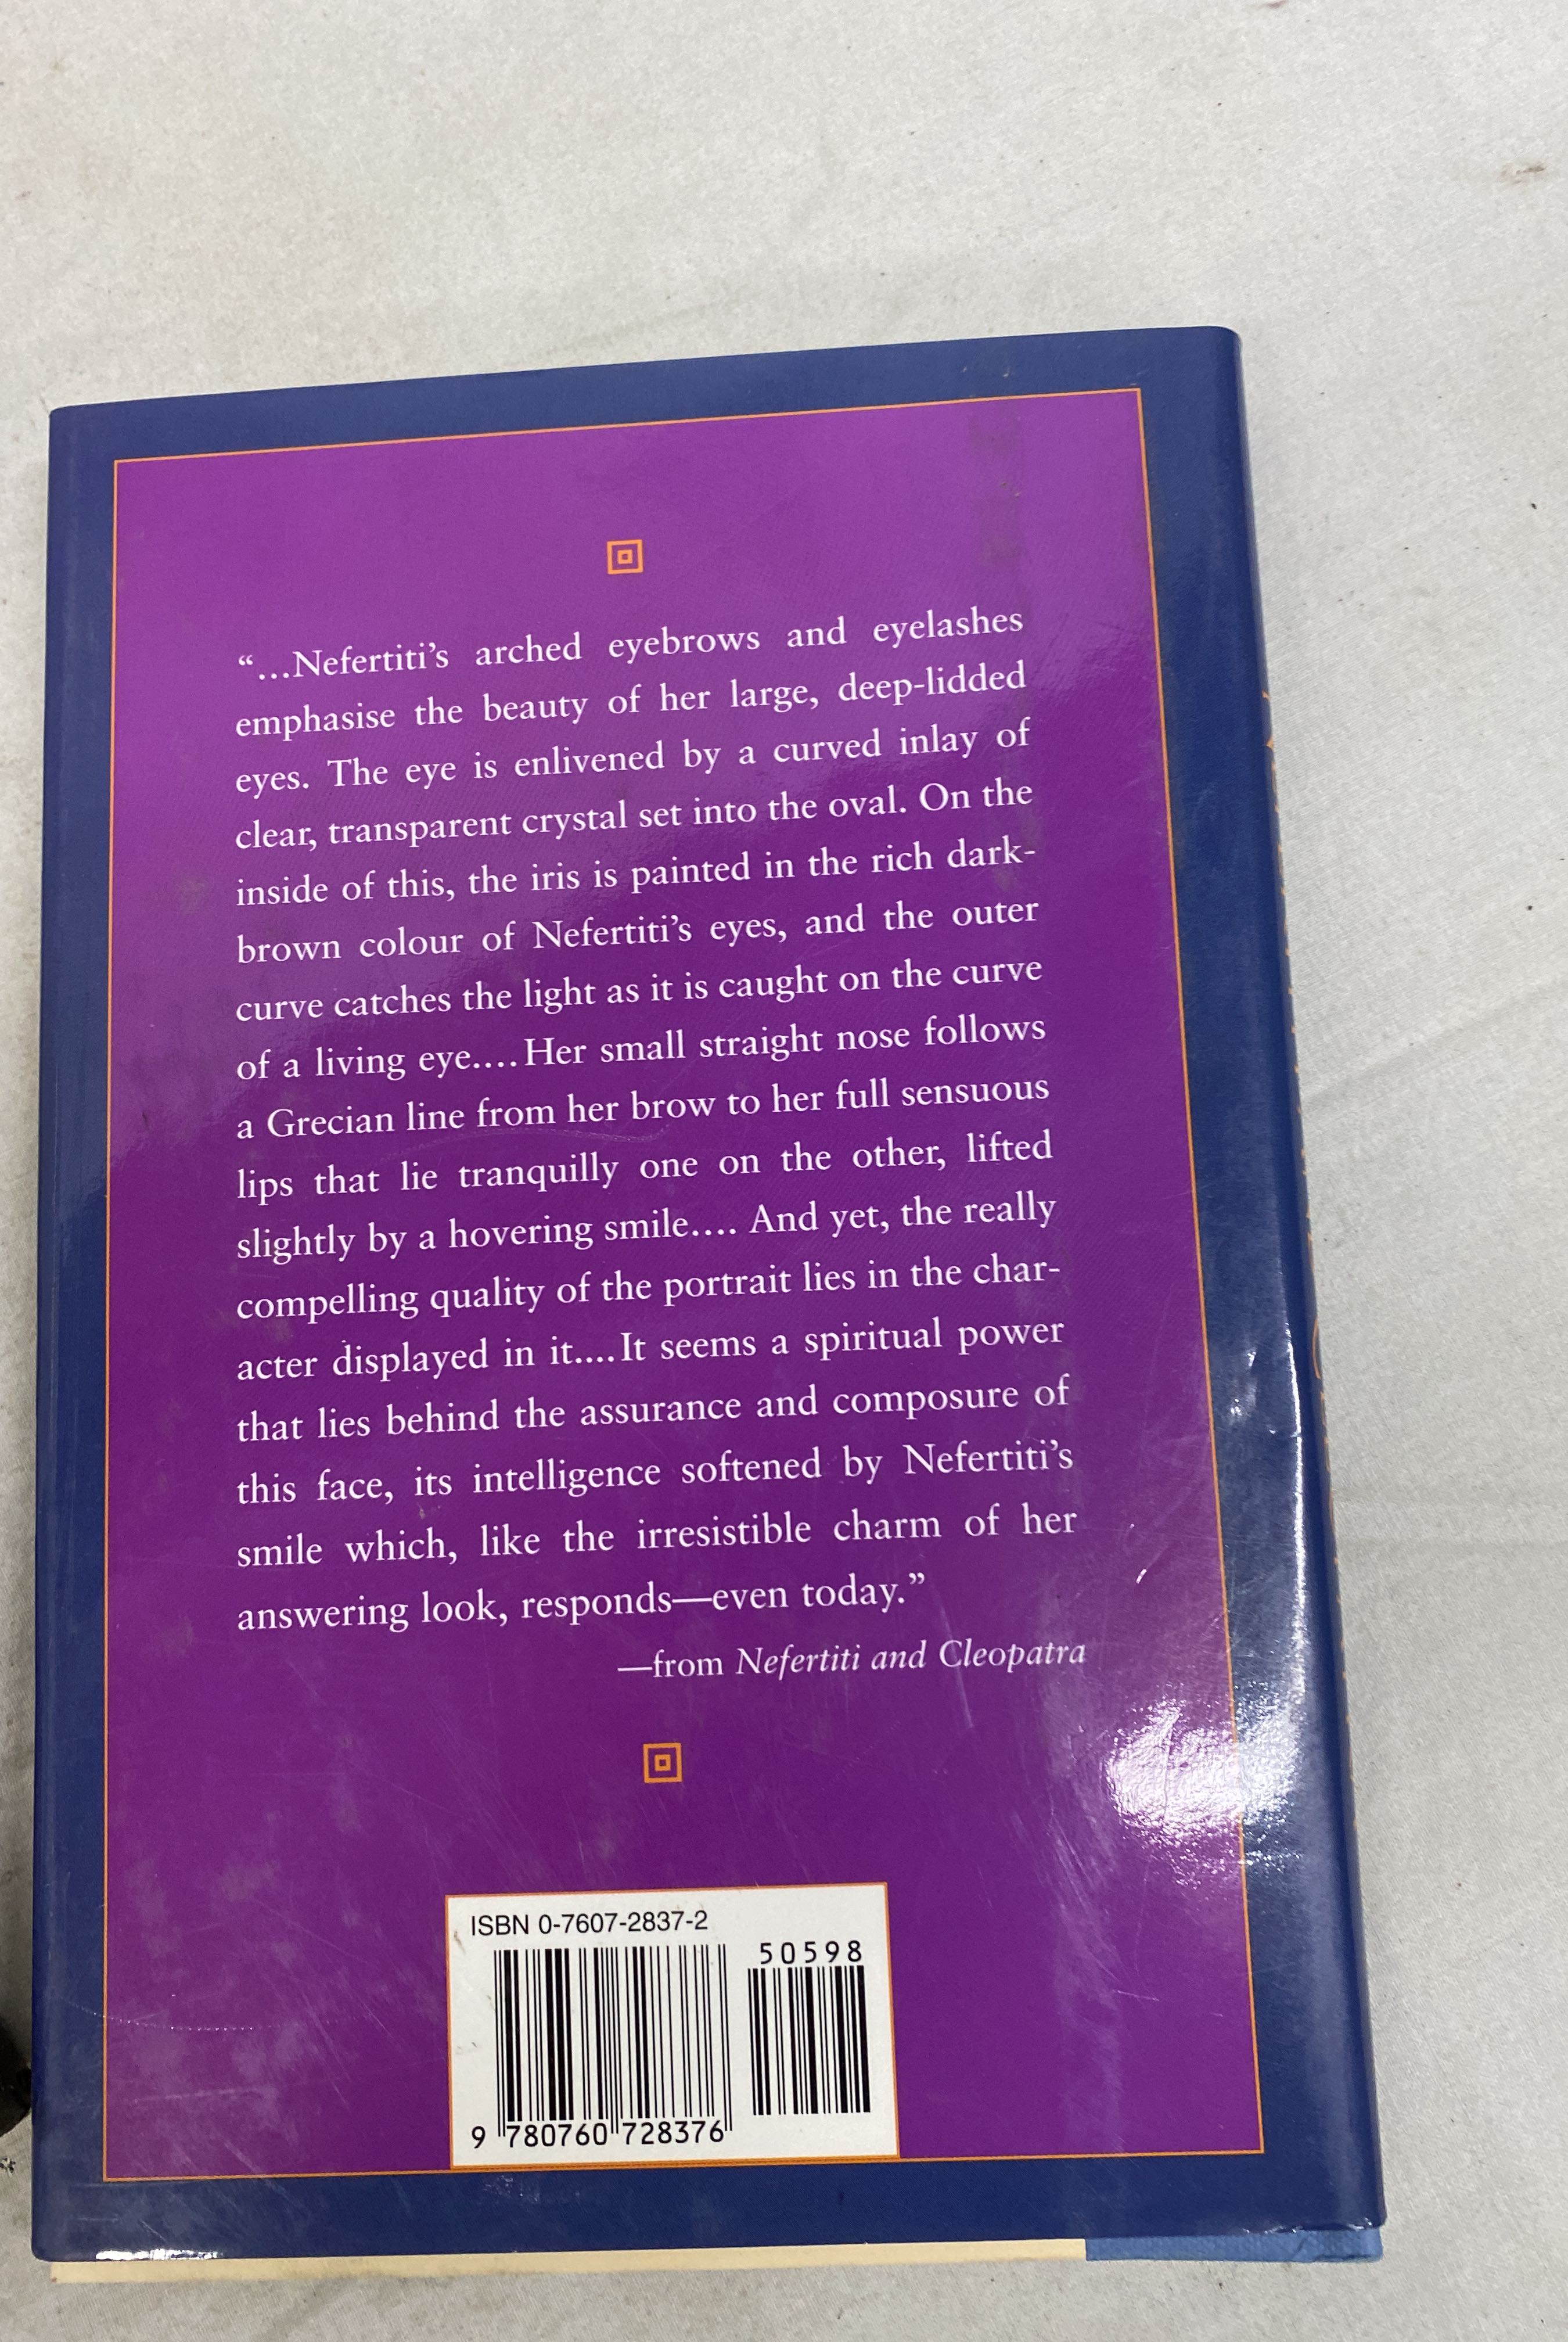 “…Nefertiti’s arched eyebrows and eyelashes
emphasise the beauty of her large, deep-lidded
eyes. The eye is enlivened by a curved inlay of
clear, transparent crystal set into the oval. On the
inside of this, the iris is painted in the rich dark-
brown colour of Nefertiti’s eyes, and the outer
curve catches the light as it is caught on the curve
of a living eye.…Her small straight nose follows
a Grecian line from her brow to her full sensuous
lips that lie tranquilly one on the other, lifted
slightly by a hovering smile.… And yet, the really
compelling quality of the portrait lies in the char-
acter displayed in it.…It seems a spiritual power
that lies behind the assurance and composure of
this face, its intelligence softened by Nefertiti’s
smile which, like the irresistible charm of her
answering look, responds—even today.”
—from Nefertiti and Cleopatra
ISBN 0-7607-2837-2
50598
9 780760 728376